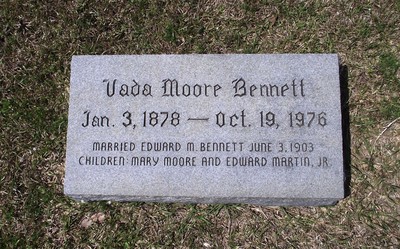 Vada Moore Bennett
Jan. 3, 1878 — Oct. 19, 1976
MARRIED EDWARD M. BENNETT JUNE 3, 1903
CHILDREN: MARY MOORE AND EDWARD MARTIN, JR.